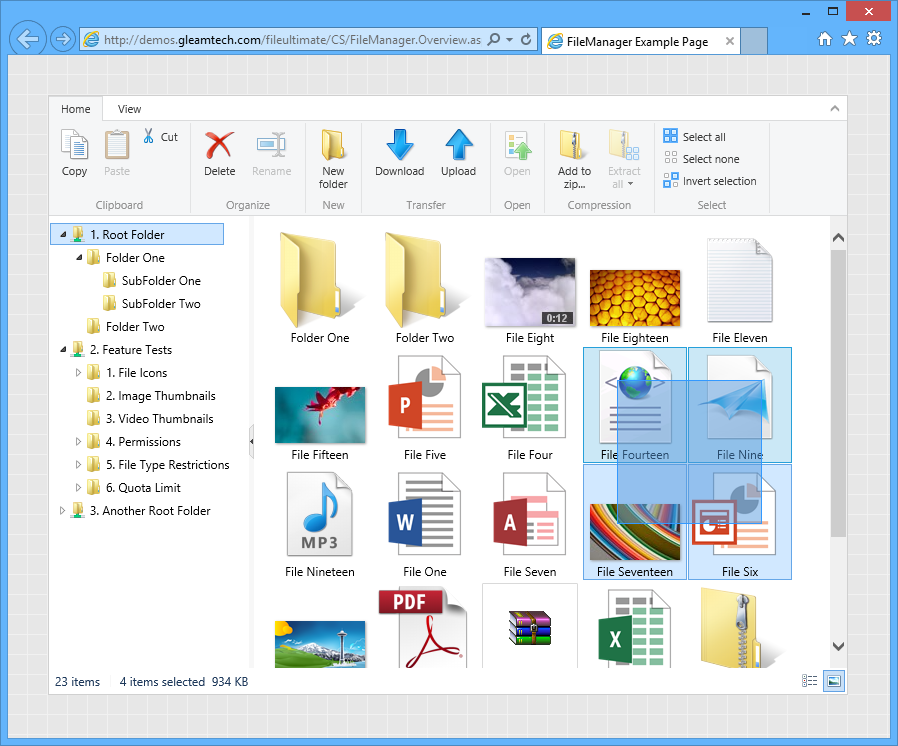 http://demos.gleamtech.com/fileultimate/CS/FileManager.Overview.as
FileManager Example Page
Home View
Copy Paste Cut
Delete Rename
New folder
Download Upload
Open
Add to zip... Extract all
Select all
Select none
Invert selection
Clipboard Organize New Transfer Open Compression Select
1. Root Folder
Folder One
SubFolder One
SubFolder Two
Folder Two
2. Feature Tests
1. File Icons
2. Image Thumbnails
3. Video Thumbnails
4. Permissions
5. File Type Restrictions
6. Quota Limit
3. Another Root Folder
0:12
Folder One Folder Two File Eight File Eighteen File Eleven
P
File Fifteen File Five File Four File Fourteen File Nine
MP3 W A
File Nineteen File One File Seven File Seventeen File Six
PDF
X
23 items 4 items selected 934 KB